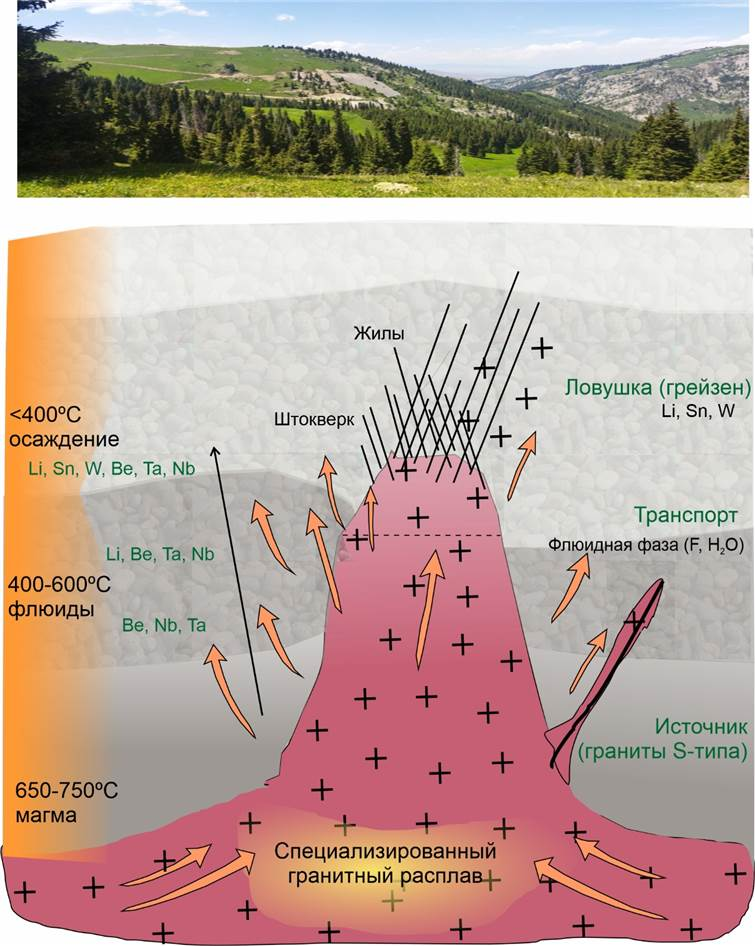 Жилы
Ловушка (грейзен)
Li, Sn, W
<400ºC
осаждение
Штокверк
Li, Sn, W, Be, Ta, Nb
Транспорт
Флюидная фаза (F, H₂O)
Li, Be, Ta, Nb
400-600ºC
флюиды
Be, Nb, Ta
Источник
(граниты S-типа)
650-750ºC
магма
Специализированный
гранитный расплав